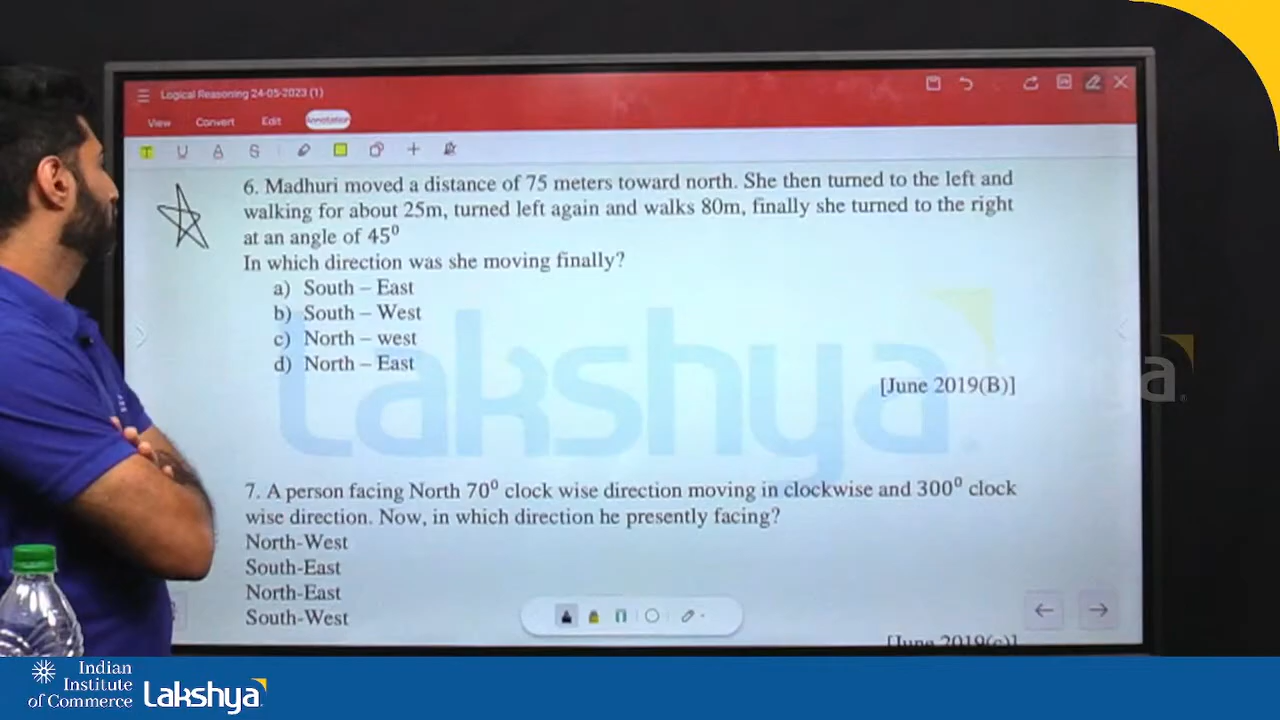 Logical Reasoning 24-05-2023 (1)
View Convert Edit Annotation
T U A S
6. Madhuri moved a distance of 75 meters toward north. She then turned to the left and
walking for about 25m, turned left again and walks 80m, finally she turned to the right
at an angle of 45⁰
In which direction was she moving finally?
a) South – East
b) South – West
c) North – west
d) North – East
[June 2019(B)]
Lakshya
a
7. A person facing North 70⁰ clock wise direction moving in clockwise and 300⁰ clock
wise direction. Now, in which direction he presently facing?
North-West
South-East
North-East
South-West
[June 2019(c)]
Indian
Institute
of Commerce
Lakshya